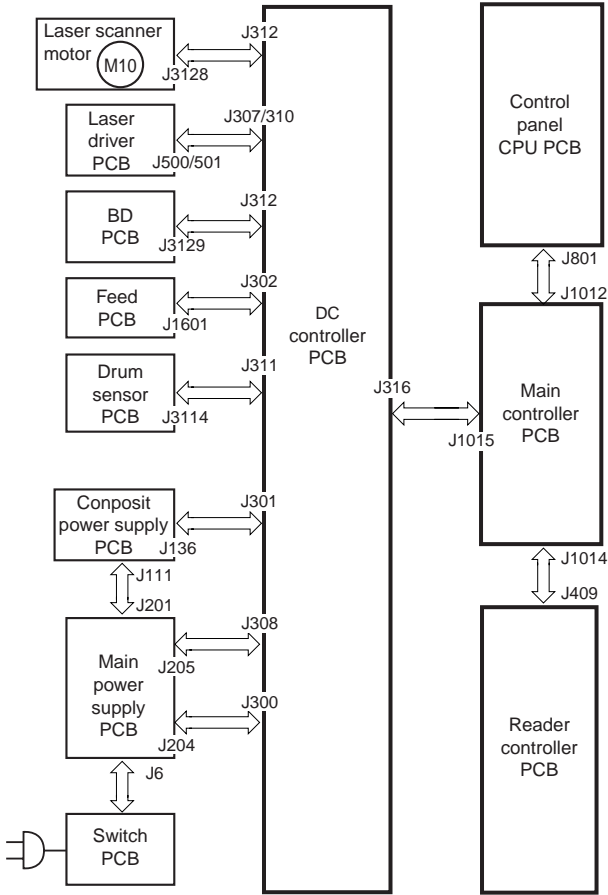 Laser scanner
motor
M10
J312
J3128
Laser
driver
PCB
J307/310
J500/501
BD
PCB
J312
J3129
Feed
PCB
J302
J1601
Drum
sensor
PCB
J311
J3114
Conposit
power supply
PCB
J301
J136
J111
J201
Main
power
supply
PCB
J308
J205
J300
J204
J6
Switch
PCB
DC
controller
PCB
J316
J1015
Control
panel
CPU PCB
J801
J1012
Main
controller
PCB
J1014
J409
Reader
controller
PCB